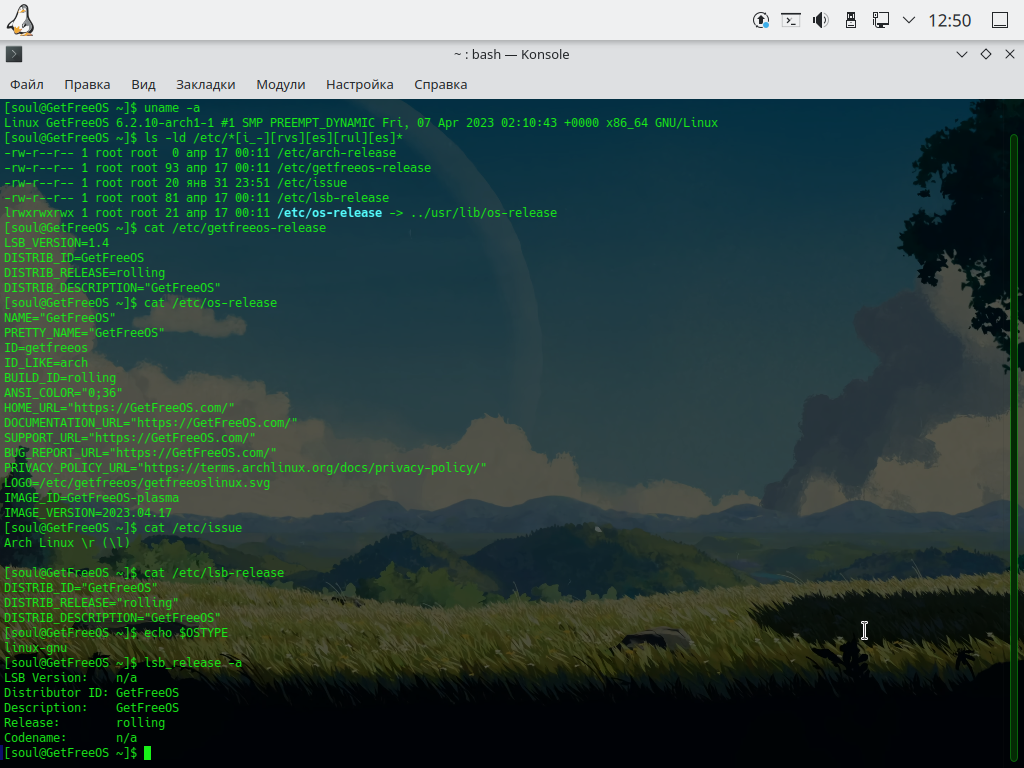 12:50
~ : bash — Konsole
Файл Правка Вид Закладки Модули Настройка Справка
[soul@GetFreeOS ~]$ uname -a
Linux GetFreeOS 6.2.10-arch1-1 #1 SMP PREEMPT_DYNAMIC Fri, 07 Apr 2023 02:10:43 +0000 x86_64 GNU/Linux
[soul@GetFreeOS ~]$ ls -ld /etc/*[i_-][rvs][es][rul][es]*
-rw-r--r-- 1 root root  0 апр 17 00:11 /etc/arch-release
-rw-r--r-- 1 root root 93 апр 17 00:11 /etc/getfreeos-release
-rw-r--r-- 1 root root 20 янв 31 23:51 /etc/issue
-rw-r--r-- 1 root root 81 апр 17 00:11 /etc/lsb-release
lrwxrwxrwx 1 root root 21 апр 17 00:11 /etc/os-release -> ../usr/lib/os-release
[soul@GetFreeOS ~]$ cat /etc/getfreeos-release
LSB_VERSION=1.4
DISTRIB_ID=GetFreeOS
DISTRIB_RELEASE=rolling
DISTRIB_DESCRIPTION="GetFreeOS"
[soul@GetFreeOS ~]$ cat /etc/os-release
NAME="GetFreeOS"
PRETTY_NAME="GetFreeOS"
ID=getfreeos
ID_LIKE=arch
BUILD_ID=rolling
ANSI_COLOR="0;36"
HOME_URL="https://GetFreeOS.com/"
DOCUMENTATION_URL="https://GetFreeOS.com/"
SUPPORT_URL="https://GetFreeOS.com/"
BUG_REPORT_URL="https://GetFreeOS.com/"
PRIVACY_POLICY_URL="https://terms.archlinux.org/docs/privacy-policy/"
LOGO=/etc/getfreeos/getfreeoslinux.svg
IMAGE_ID=GetFreeOS-plasma
IMAGE_VERSION=2023.04.17
[soul@GetFreeOS ~]$ cat /etc/issue
Arch Linux \r (\l)
[soul@GetFreeOS ~]$ cat /etc/lsb-release
DISTRIB_ID="GetFreeOS"
DISTRIB_RELEASE="rolling"
DISTRIB_DESCRIPTION="GetFreeOS"
[soul@GetFreeOS ~]$ echo $OSTYPE
linux-gnu
[soul@GetFreeOS ~]$ lsb_release -a
LSB Version:    n/a
Distributor ID: GetFreeOS
Description:    GetFreeOS
Release:        rolling
Codename:       n/a
[soul@GetFreeOS ~]$